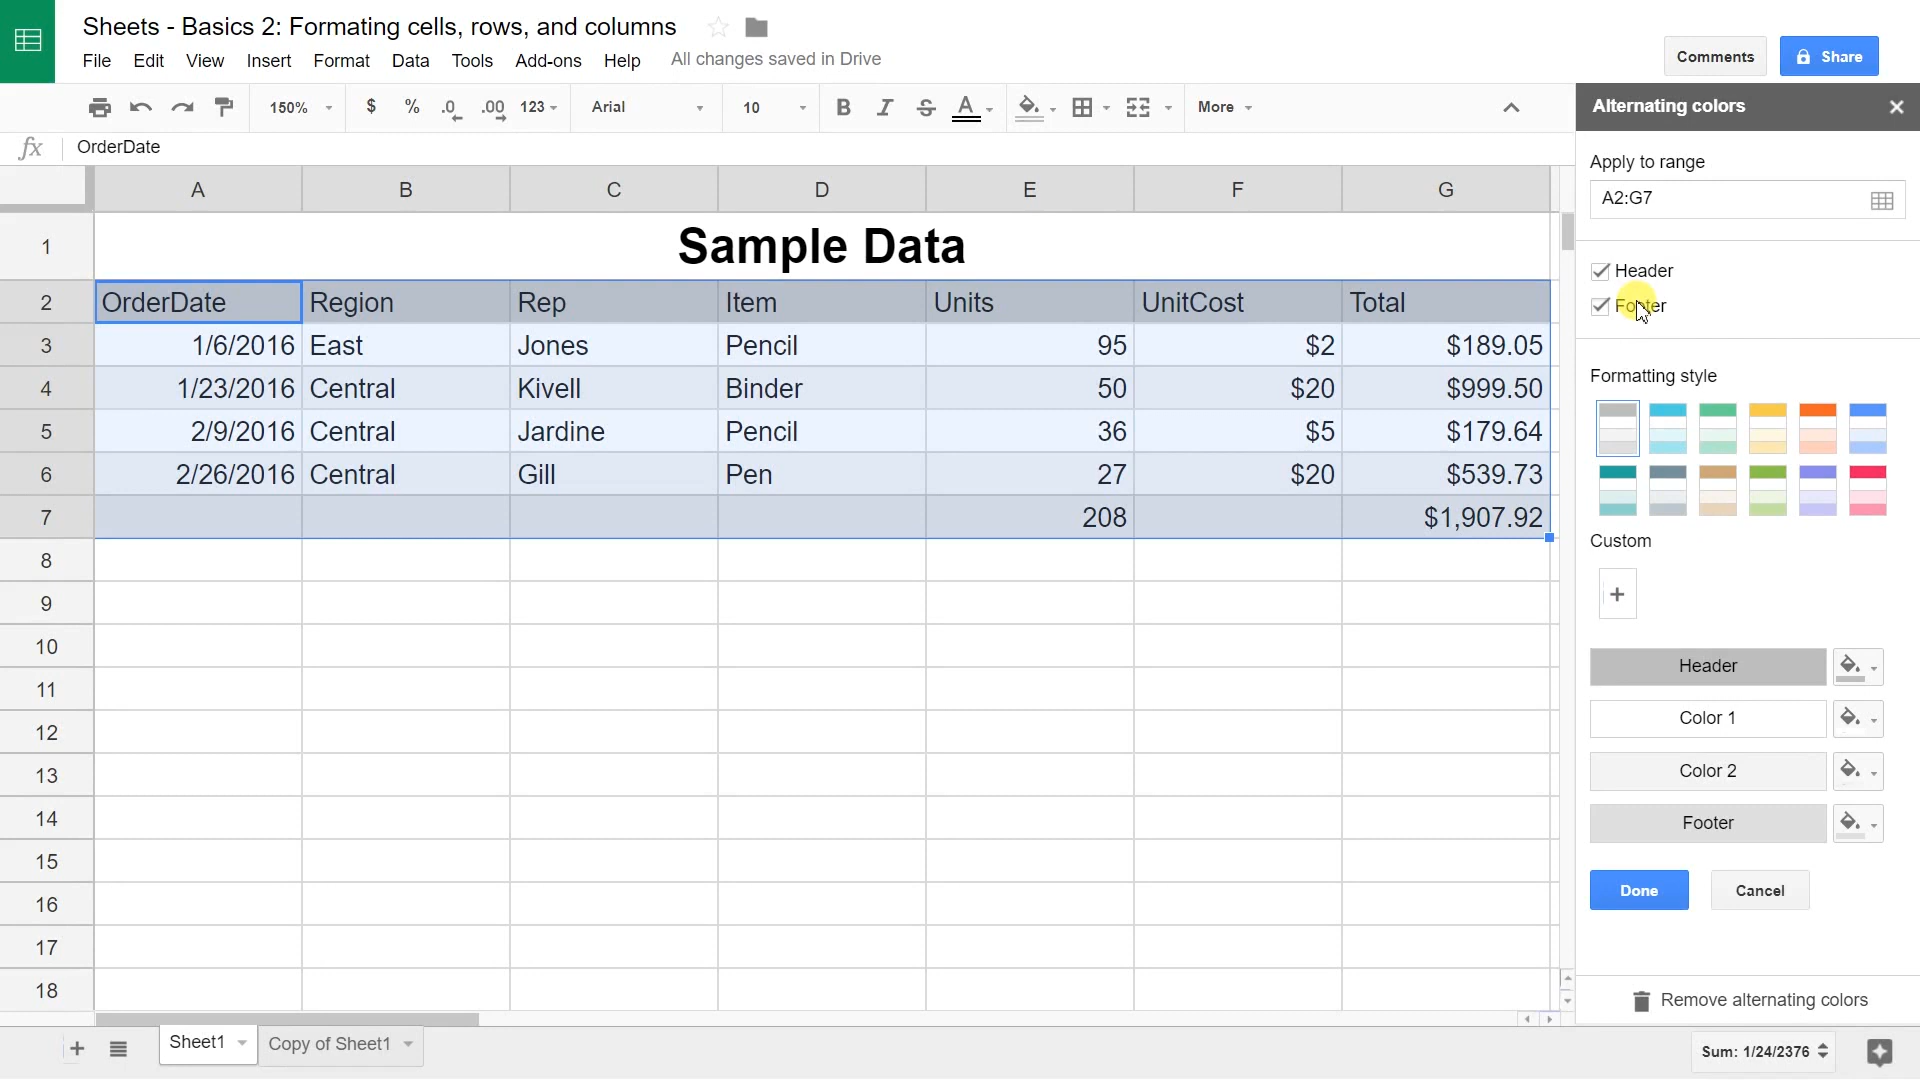 Sheets - Basics 2: Formating cells, rows, and columns
File Edit View Insert Format Data Tools Add-ons Help All changes saved in Drive
Comments Share
150% $ % .0 .00 123 Arial 10 B I S A More
fx OrderDate
A B C D E F G
1 Sample Data
2 OrderDate Region Rep Item Units UnitCost Total
3 1/6/2016 East Jones Pencil 95 $2 $189.05
4 1/23/2016 Central Kivell Binder 50 $20 $999.50
5 2/9/2016 Central Jardine Pencil 36 $5 $179.64
6 2/26/2016 Central Gill Pen 27 $20 $539.73
7 208 $1,907.92
8
9
10
11
12
13
14
15
16
17
18
Alternating colors
Apply to range
A2:G7
Header
Footer
Formatting style
Custom
+
Header
Color 1
Color 2
Footer
Done Cancel
Remove alternating colors
+ Sheet1 Copy of Sheet1 Sum: 1/24/2376